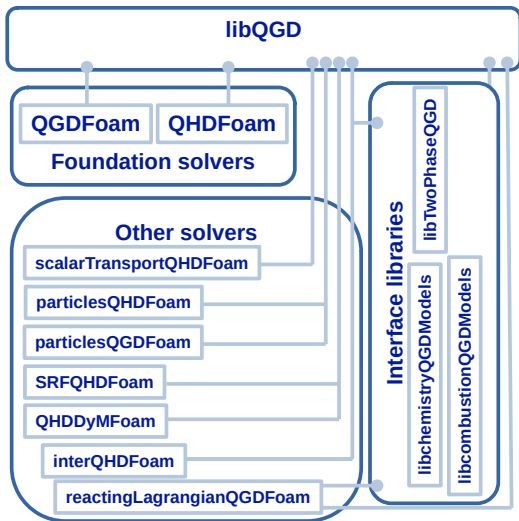 libQGD
QGDFoam
QHDFoam
Foundation solvers
Other solvers
scalarTransportQHDFoam
particlesQHDFoam
particlesQGDFoam
SRFQHDFoam
QHDDyMFoam
interQHDFoam
reactingLagrangianQGDFoam
Interface libraries
libTwoPhaseQGD
libchemistryQGDModels
libcombustionQGDModels